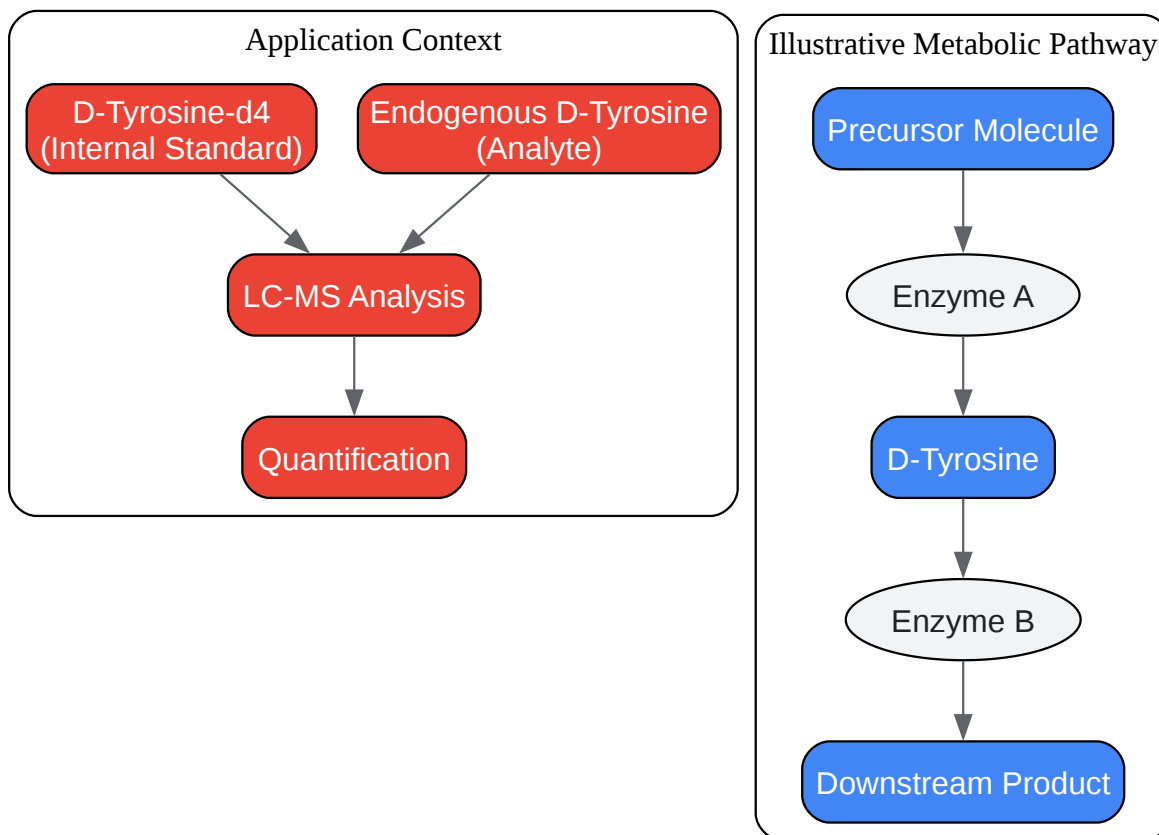 Application Context
D-Tyrosine-d4
(Internal Standard)
Endogenous D-Tyrosine
(Analyte)
LC-MS Analysis
Quantification
Illustrative Metabolic Pathway
Precursor Molecule
Enzyme A
D-Tyrosine
Enzyme B
Downstream Product